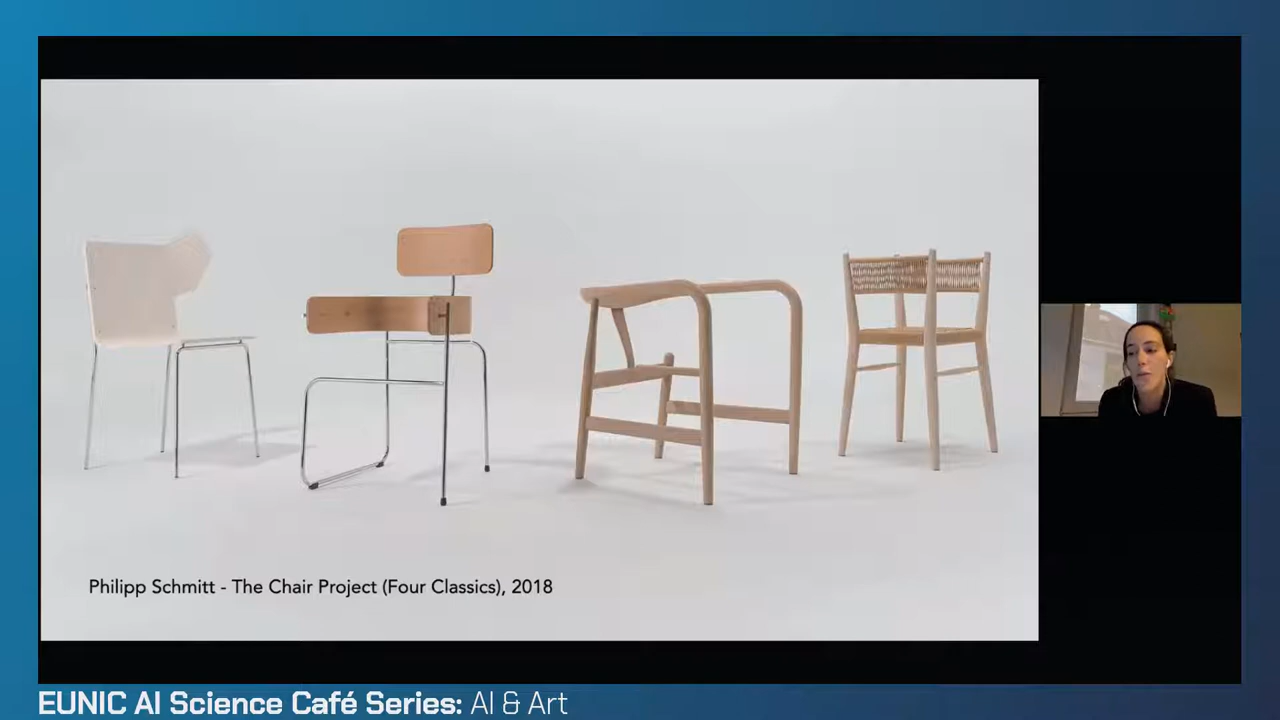 Philipp Schmitt - The Chair Project (Four Classics), 2018
EUNIC AI Science Café Series: AI & Art